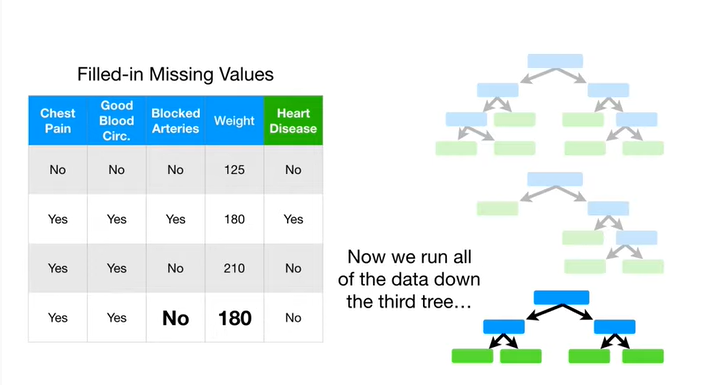 Filled-in Missing Values
Chest Pain | Good Blood Circ. | Blocked Arteries | Weight | Heart Disease
No | No | No | 125 | No
Yes | Yes | Yes | 180 | Yes
Yes | Yes | No | 210 | No
Yes | Yes | No | 180 | No
Now we run all
of the data down
the third tree…